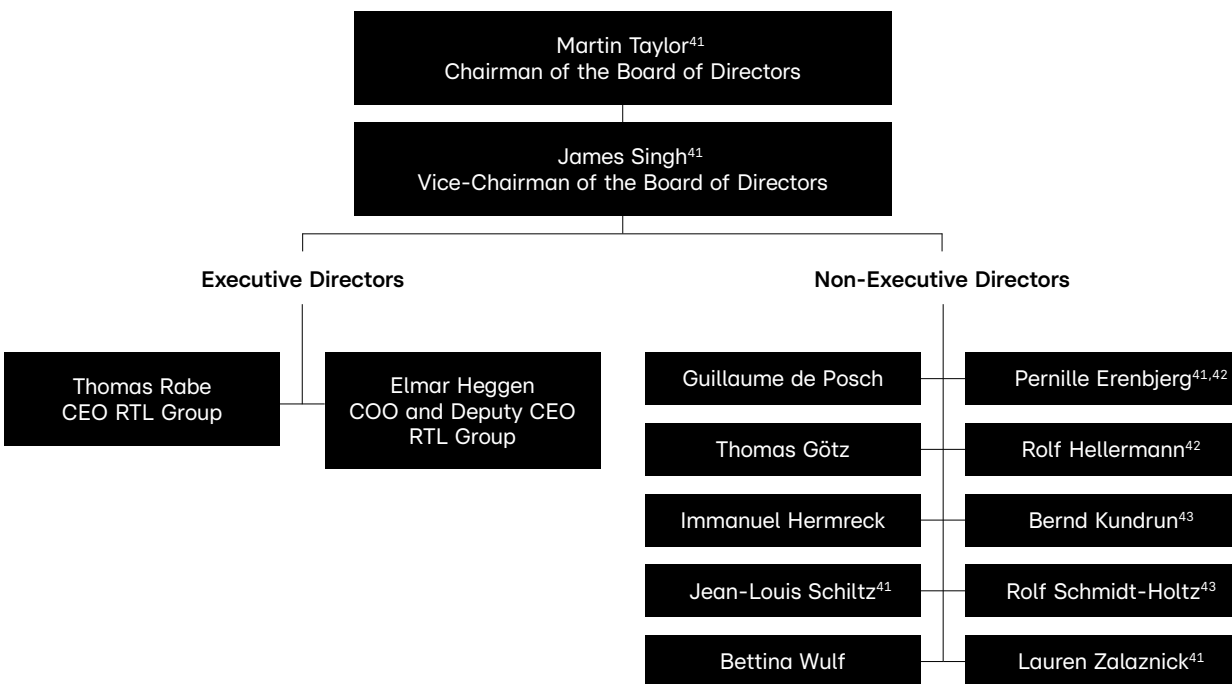 Martin Taylor⁴¹
Chairman of the Board of Directors
James Singh⁴¹
Vice-Chairman of the Board of Directors
Executive Directors
Non-Executive Directors
Thomas Rabe
CEO RTL Group
Elmar Heggen
COO and Deputy CEO
RTL Group
Guillaume de Posch
Pernille Erenbjerg⁴¹,⁴²
Thomas Götz
Rolf Hellermann⁴²
Immanuel Hermreck
Bernd Kundrun⁴³
Jean-Louis Schiltz⁴¹
Rolf Schmidt-Holtz⁴³
Bettina Wulf
Lauren Zalaznick⁴¹